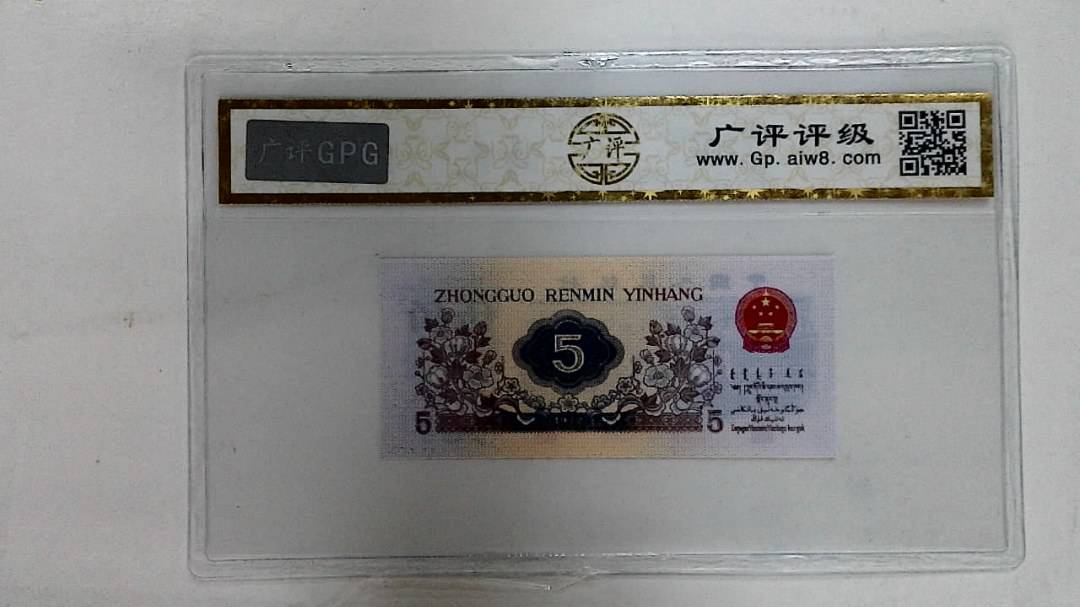 广评GPG
广评
广评评级
www.Gp.aiw8.com
ZHONGGUO RENMIN YINHANG
5
5
5